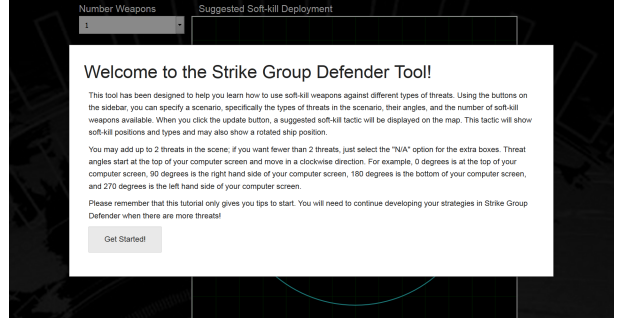 Number Weapons
Suggested Soft-kill Deployment
1
Welcome to the Strike Group Defender Tool!
This tool has been designed to help you learn how to use soft-kill weapons against different types of threats. Using the buttons on
the sidebar, you can specify a scenario, specifically the types of threats in the scenario, their angles, and the number of soft-kill
weapons available. When you click the update button, a suggested soft-kill tactic will be displayed on the map. This tactic will show
soft-kill positions and types and may also show a rotated ship position.
You may add up to 2 threats in the scene; if you want fewer than 2 threats, just select the "N/A" option for the extra boxes. Threat
angles start at the top of your computer screen and move in a clockwise direction. For example, 0 degrees is at the top of your
computer screen, 90 degrees is the right hand side of your computer screen, 180 degrees is the bottom of your computer screen,
and 270 degrees is the left hand side of your computer screen.
Please remember that this tutorial only gives you tips to start. You will need to continue developing your strategies in Strike Group
Defender when there are more threats!
Get Started!